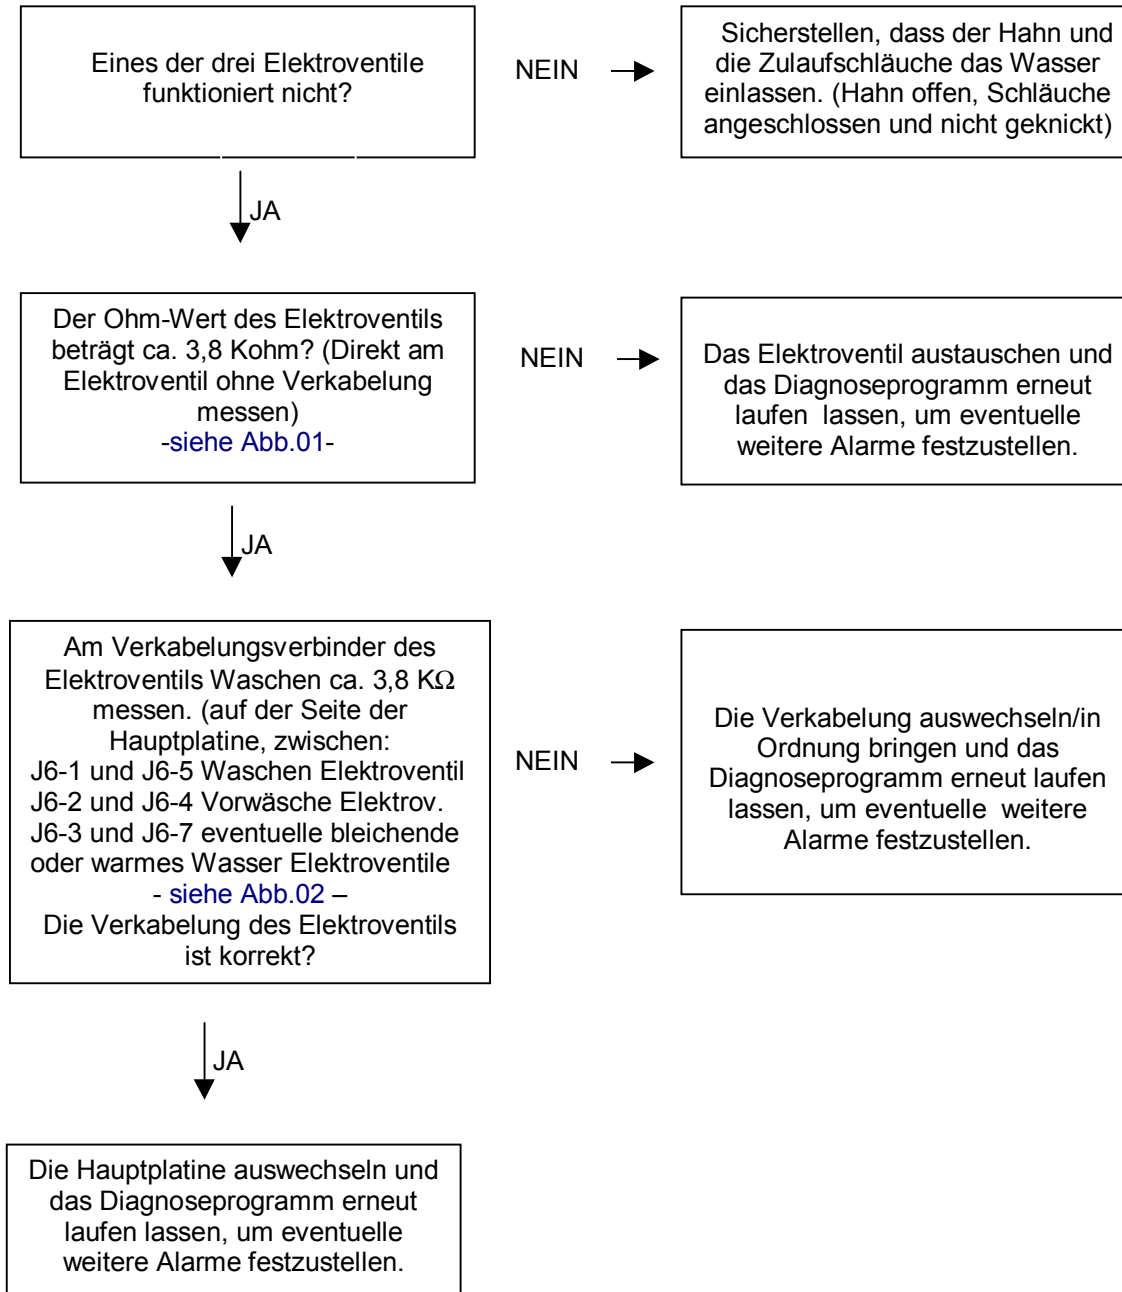 Eines der drei Elektroventile
funktioniert nicht?
NEIN
Sicherstellen, dass der Hahn und
die Zulaufschläuche das Wasser
einlassen. (Hahn offen, Schläuche
angeschlossen und nicht geknickt)
JA
Der Ohm-Wert des Elektroventils
beträgt ca. 3,8 Kohm? (Direkt am
Elektroventil ohne Verkabelung
messen)
-siehe Abb.01-
NEIN
Das Elektroventil austauschen und
das Diagnoseprogramm erneut
laufen lassen, um eventuelle
weitere Alarme festzustellen.
JA
Am Verkabelungsverbinder des
Elektroventils Waschen ca. 3,8 KΩ
messen. (auf der Seite der
Hauptplatine, zwischen:
J6-1 und J6-5 Waschen Elektroventil
J6-2 und J6-4 Vorwäsche Elektrov.
J6-3 und J6-7 eventuelle bleichende
oder warmes Wasser Elektroventile
- siehe Abb.02 –
Die Verkabelung des Elektroventils
ist korrekt?
NEIN
Die Verkabelung auswechseln/in
Ordnung bringen und das
Diagnoseprogramm erneut laufen
lassen, um eventuelle weitere
Alarme festzustellen.
JA
Die Hauptplatine auswechseln und
das Diagnoseprogramm erneut
laufen lassen, um eventuelle
weitere Alarme festzustellen.